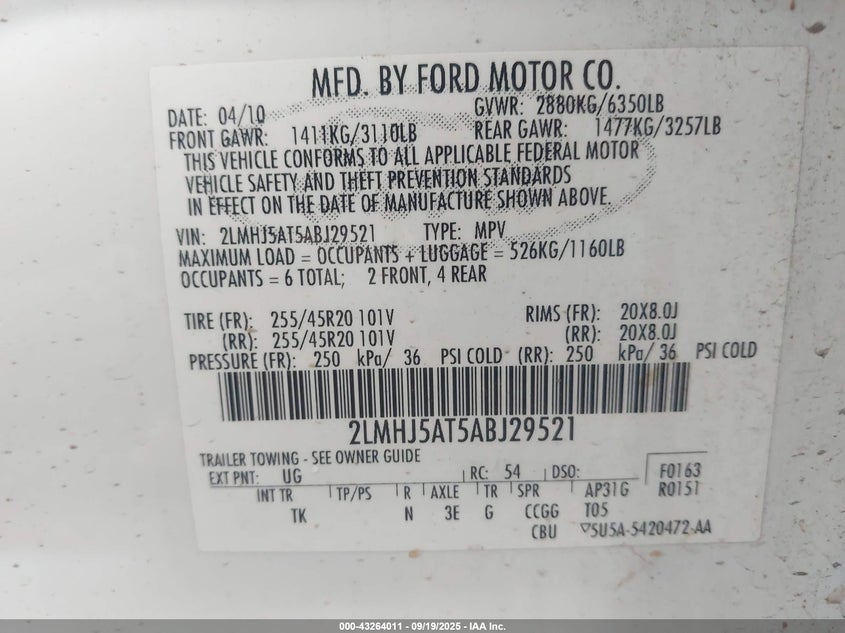 MFD. BY FORD MOTOR CO.
DATE: 04/10 GVWR: 2880KG/6350LB
FRONT GAWR: 1411KG/3110LB REAR GAWR: 1477KG/3257LB
THIS VEHICLE CONFORMS TO ALL APPLICABLE FEDERAL MOTOR
VEHICLE SAFETY AND THEFT PREVENTION STANDARDS
IN EFFECT ON THE DATE OF MANUFACTURE SHOWN ABOVE.
VIN: 2LMHJ5AT5ABJ29521 TYPE: MPV
MAXIMUM LOAD = OCCUPANTS + LUGGAGE = 526KG/1160LB
OCCUPANTS = 6 TOTAL; 2 FRONT, 4 REAR
TIRE (FR): 255/45R20 101V RIMS (FR): 20X8.0J
(RR): 255/45R20 101V (RR): 20X8.0J
PRESSURE (FR): 250 kPa/ 36 PSI COLD (RR): 250 kPa/ 36 PSI COLD
2LMHJ5AT5ABJ29521
TRAILER TOWING - SEE OWNER GUIDE
EXT PNT: UG RC: 54 DSO: F0163
INT TR TP/PS R AXLE TR SPR AP31G R0151
TK N 3E G CCGG T05
CBU ▽5U5A-5420472-AA
000-43264011 - 09/19/2025 - IAA Inc.